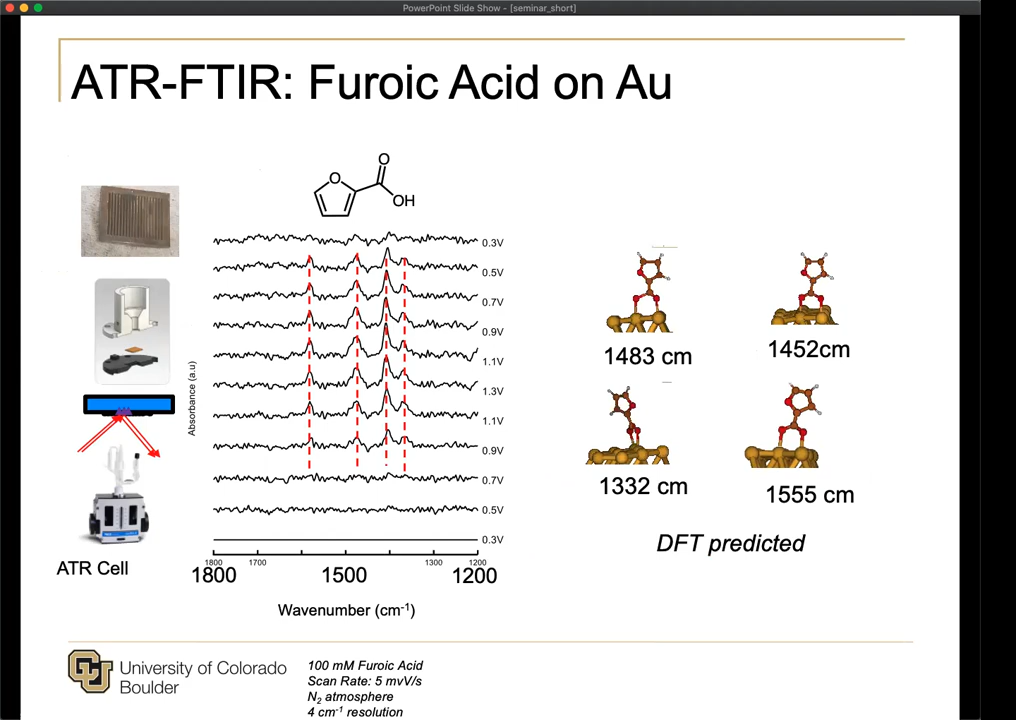 PowerPoint Slide Show - [seminar_short]
ATR-FTIR: Furoic Acid on Au
O
O
OH
0.3V
0.5V
0.7V
0.9V
1.1V
1.3V
1.1V
0.9V
0.7V
0.5V
0.3V
Absorbance (a.u)
1800 1700 1300 1200
1800 1500 1200
Wavenumber (cm-1)
ATR Cell
1483 cm
1452cm
1332 cm
1555 cm
DFT predicted
University of Colorado
Boulder
100 mM Furoic Acid
Scan Rate: 5 mvV/s
N2 atmosphere
4 cm-1 resolution